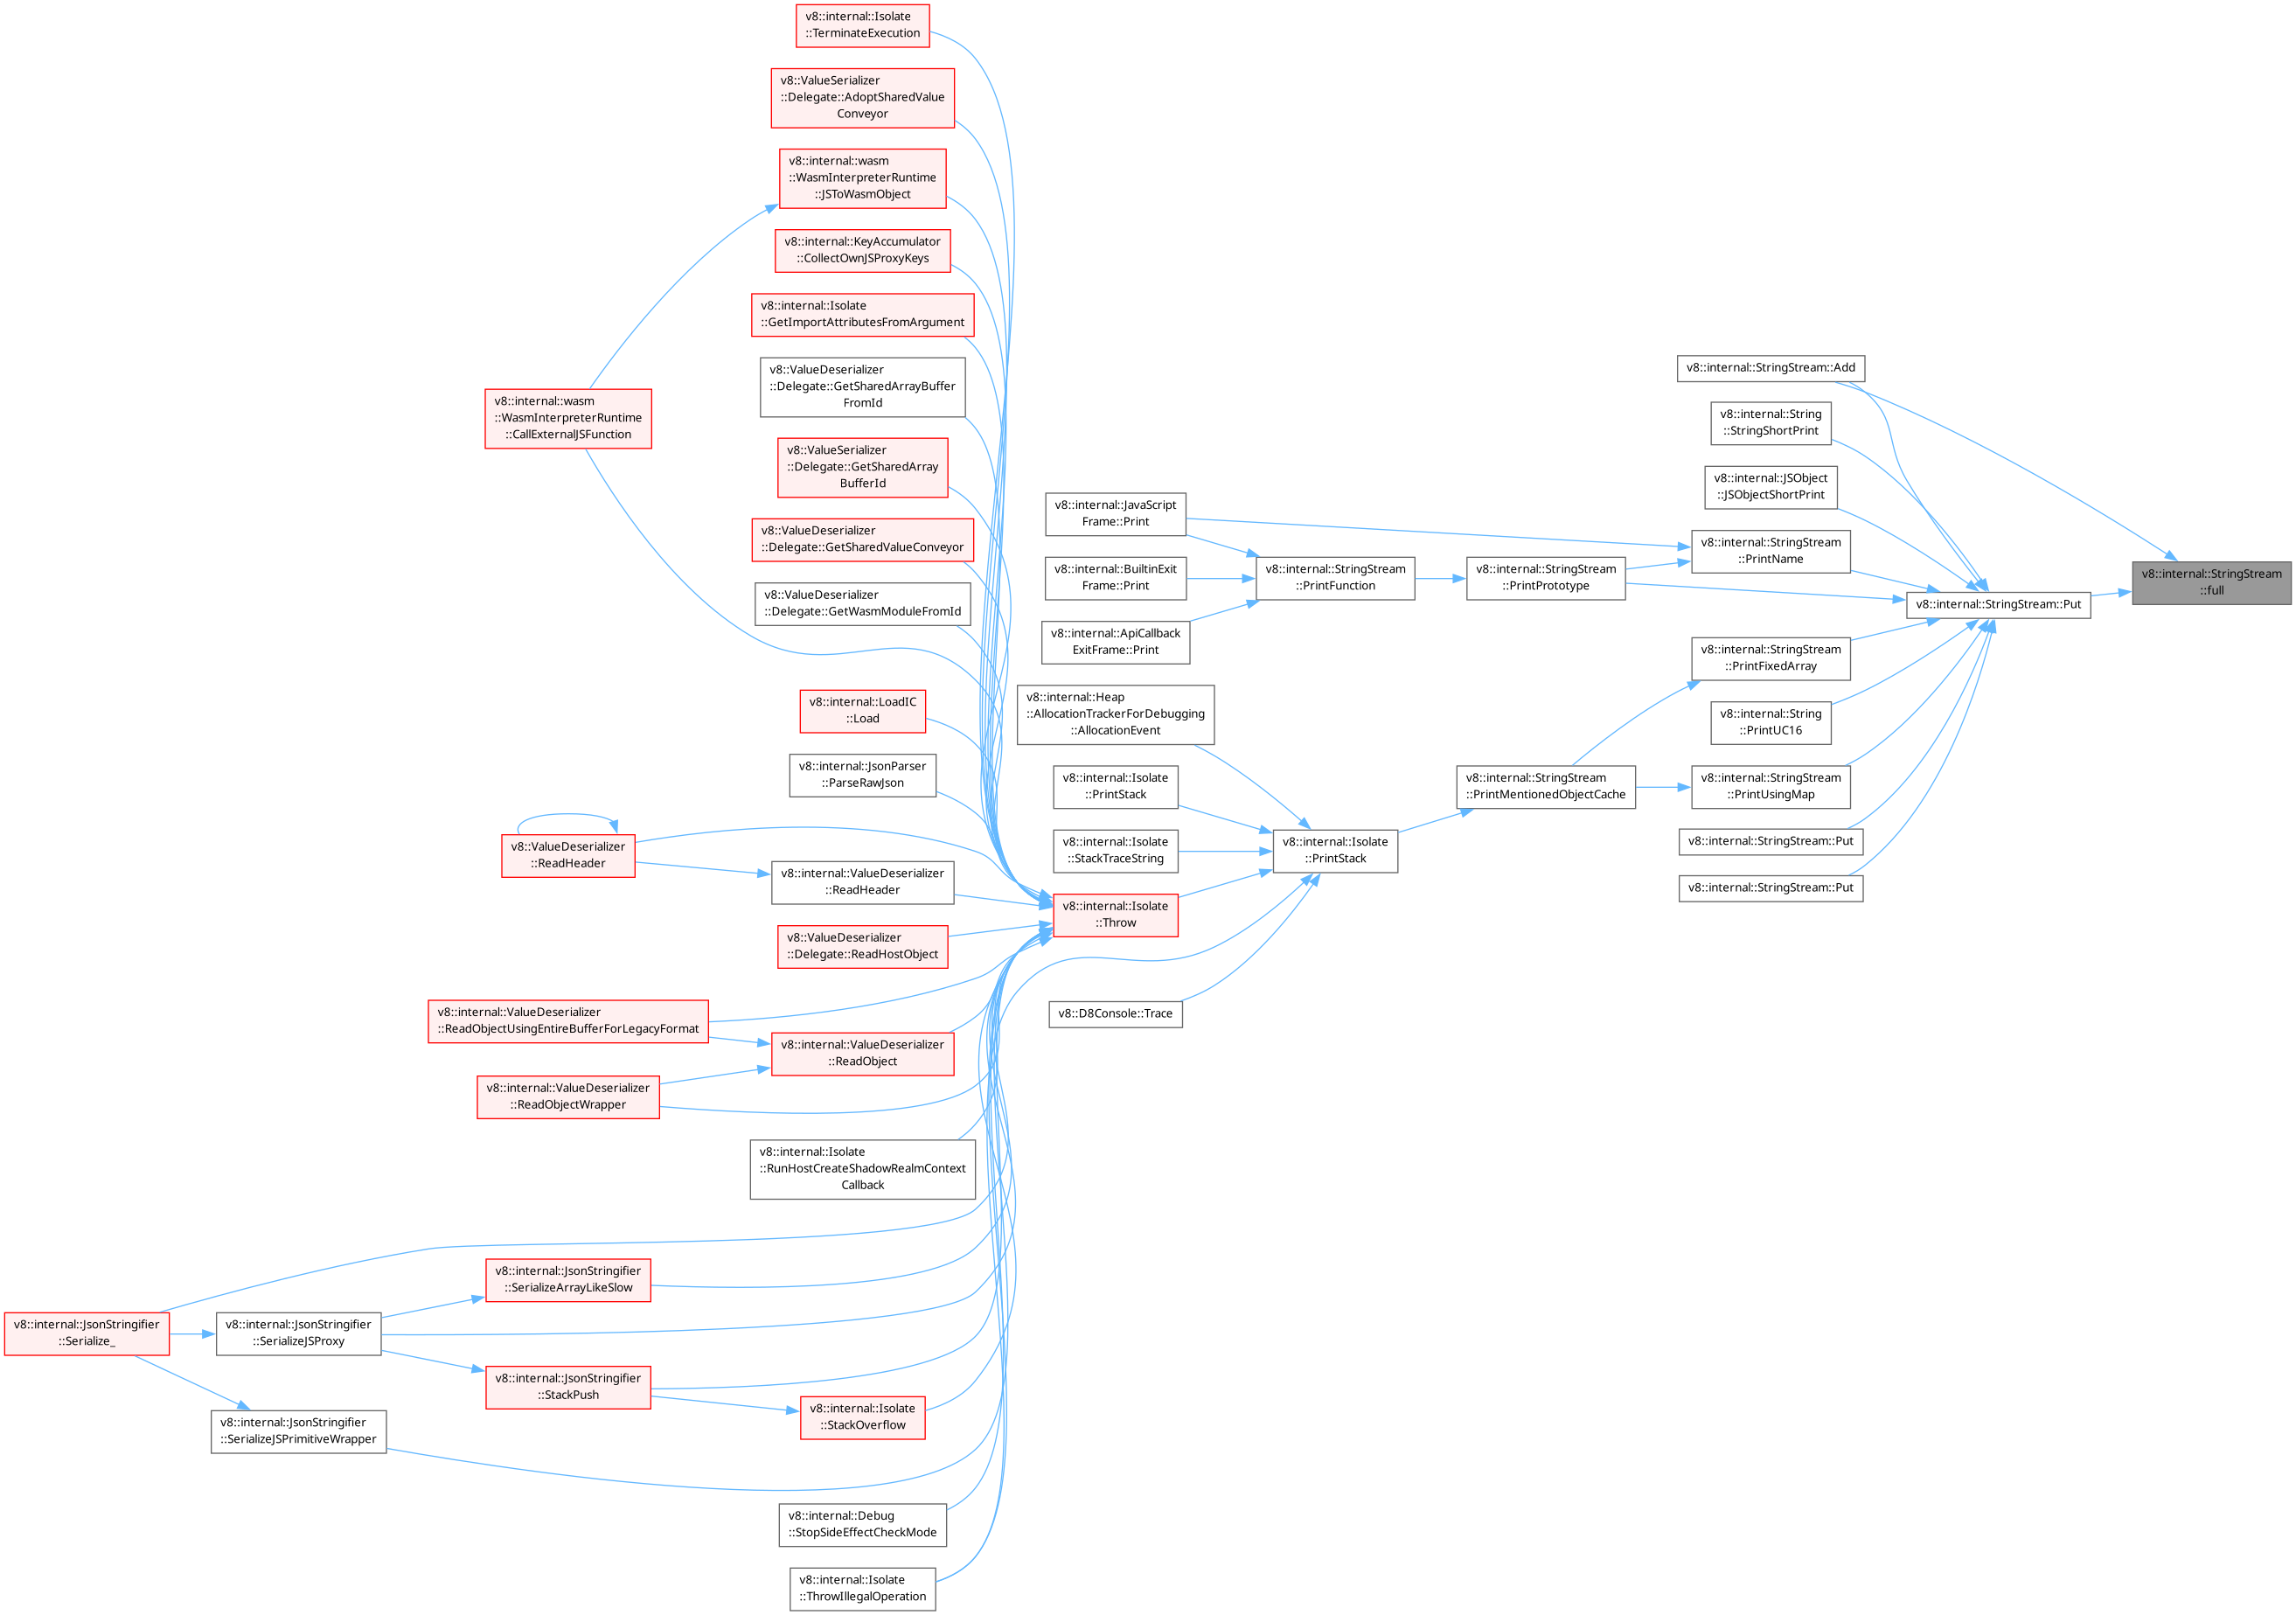 v8::internal::Isolate
::TerminateExecution
v8::ValueSerializer
::Delegate::AdoptSharedValue
Conveyor
v8::internal::wasm
::WasmInterpreterRuntime
::JSToWasmObject
v8::internal::KeyAccumulator
::CollectOwnJSProxyKeys
v8::internal::Isolate
::GetImportAttributesFromArgument
v8::ValueDeserializer
::Delegate::GetSharedArrayBuffer
FromId
v8::internal::wasm
::WasmInterpreterRuntime
::CallExternalJSFunction
v8::ValueSerializer
::Delegate::GetSharedArray
BufferId
v8::ValueDeserializer
::Delegate::GetSharedValueConveyor
v8::ValueDeserializer
::Delegate::GetWasmModuleFromId
v8::internal::LoadIC
::Load
v8::internal::JsonParser
::ParseRawJson
v8::ValueDeserializer
::ReadHeader
v8::internal::ValueDeserializer
::ReadHeader
v8::ValueDeserializer
::Delegate::ReadHostObject
v8::internal::ValueDeserializer
::ReadObjectUsingEntireBufferForLegacyFormat
v8::internal::ValueDeserializer
::ReadObject
v8::internal::ValueDeserializer
::ReadObjectWrapper
v8::internal::Isolate
::RunHostCreateShadowRealmContext
Callback
v8::internal::JsonStringifier
::SerializeArrayLikeSlow
v8::internal::JsonStringifier
::Serialize_
v8::internal::JsonStringifier
::SerializeJSProxy
v8::internal::JsonStringifier
::StackPush
v8::internal::Isolate
::StackOverflow
v8::internal::JsonStringifier
::SerializeJSPrimitiveWrapper
v8::internal::Debug
::StopSideEffectCheckMode
v8::internal::Isolate
::ThrowIllegalOperation
v8::internal::JavaScript
Frame::Print
v8::internal::BuiltinExit
Frame::Print
v8::internal::ApiCallback
ExitFrame::Print
v8::internal::Heap
::AllocationTrackerForDebugging
::AllocationEvent
v8::internal::Isolate
::PrintStack
v8::internal::Isolate
::StackTraceString
v8::internal::Isolate
::Throw
v8::D8Console::Trace
v8::internal::StringStream
::PrintFunction
v8::internal::Isolate
::PrintStack
v8::internal::StringStream
::PrintPrototype
v8::internal::StringStream
::PrintMentionedObjectCache
v8::internal::StringStream::Add
v8::internal::String
::StringShortPrint
v8::internal::JSObject
::JSObjectShortPrint
v8::internal::StringStream
::PrintName
v8::internal::StringStream
::PrintFixedArray
v8::internal::String
::PrintUC16
v8::internal::StringStream
::PrintUsingMap
v8::internal::StringStream::Put
v8::internal::StringStream::Put
v8::internal::StringStream::Put
v8::internal::StringStream
::full